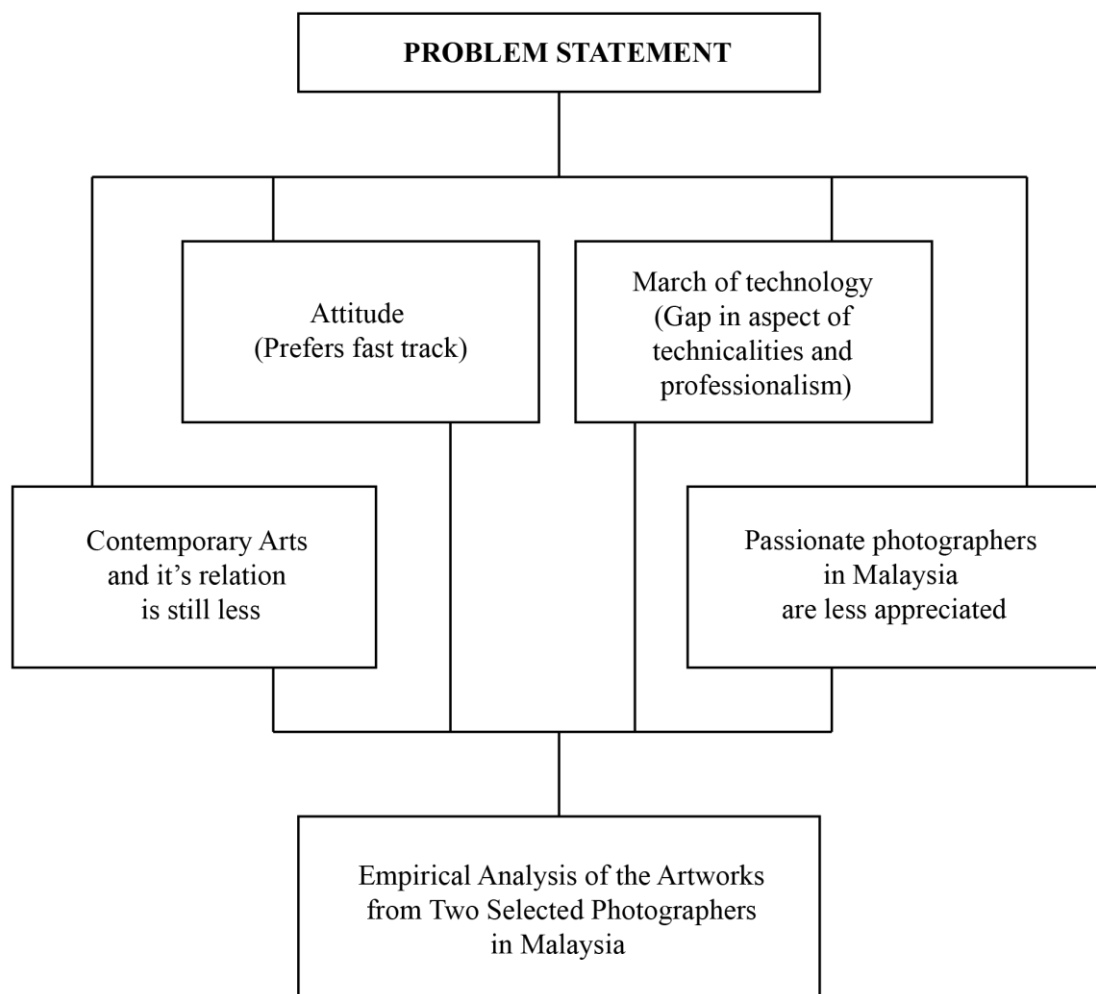 PROBLEM STATEMENT
Attitude
(Prefers fast track)
March of technology
(Gap in aspect of
technicalities and
professionalism)
Contemporary Arts
and it’s relation
is still less
Passionate photographers
in Malaysia
are less appreciated
Empirical Analysis of the Artworks
from Two Selected Photographers
in Malaysia